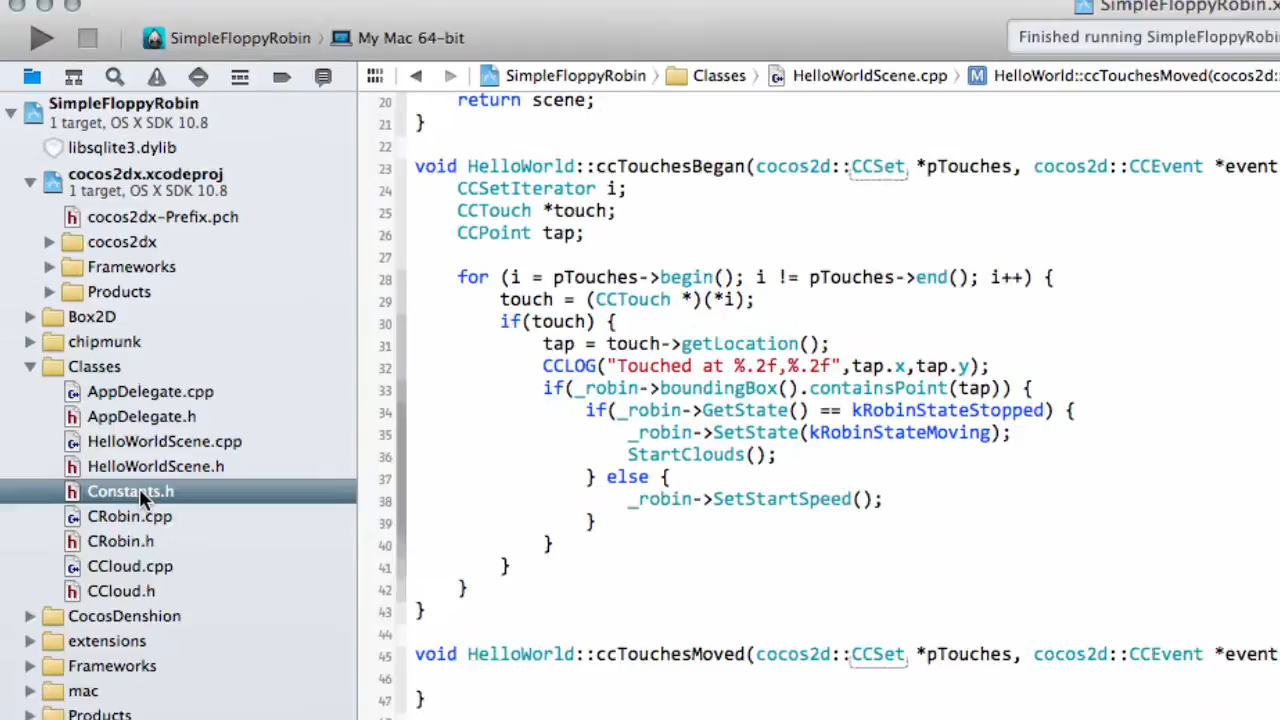 SimpleFloppyRobin.x
SimpleFloppyRobin
My Mac 64-bit
Finished running SimpleFloppyRobin
SimpleFloppyRobin
Classes
HelloWorldScene.cpp
HelloWorld::ccTouchesMoved(cocos2d:
SimpleFloppyRobin
1 target, OS X SDK 10.8
libsqlite3.dylib
cocos2dx.xcodeproj
1 target, OS X SDK 10.8
cocos2dx-Prefix.pch
cocos2dx
Frameworks
Products
Box2D
chipmunk
Classes
AppDelegate.cpp
AppDelegate.h
HelloWorldScene.cpp
HelloWorldScene.h
Constants.h
CRobin.cpp
CRobin.h
CCloud.cpp
CCloud.h
CocosDenshion
extensions
Frameworks
mac
Products
20 return scene;
21 }
22
23 void HelloWorld::ccTouchesBegan(cocos2d::CCSet *pTouches, cocos2d::CCEvent *event
24 CCSetIterator i;
25 CCTouch *touch;
26 CCPoint tap;
27
28 for (i = pTouches->begin(); i != pTouches->end(); i++) {
29 touch = (CCTouch *)(*i);
30 if(touch) {
31 tap = touch->getLocation();
32 CCLOG("Touched at %.2f,%.2f",tap.x,tap.y);
33 if(_robin->boundingBox().containsPoint(tap)) {
34 if(_robin->GetState() == kRobinStateStopped) {
35 _robin->SetState(kRobinStateMoving);
36 StartClouds();
37 } else {
38 _robin->SetStartSpeed();
39 }
40 }
41 }
42 }
43 }
44
45 void HelloWorld::ccTouchesMoved(cocos2d::CCSet *pTouches, cocos2d::CCEvent *event
46
47 }